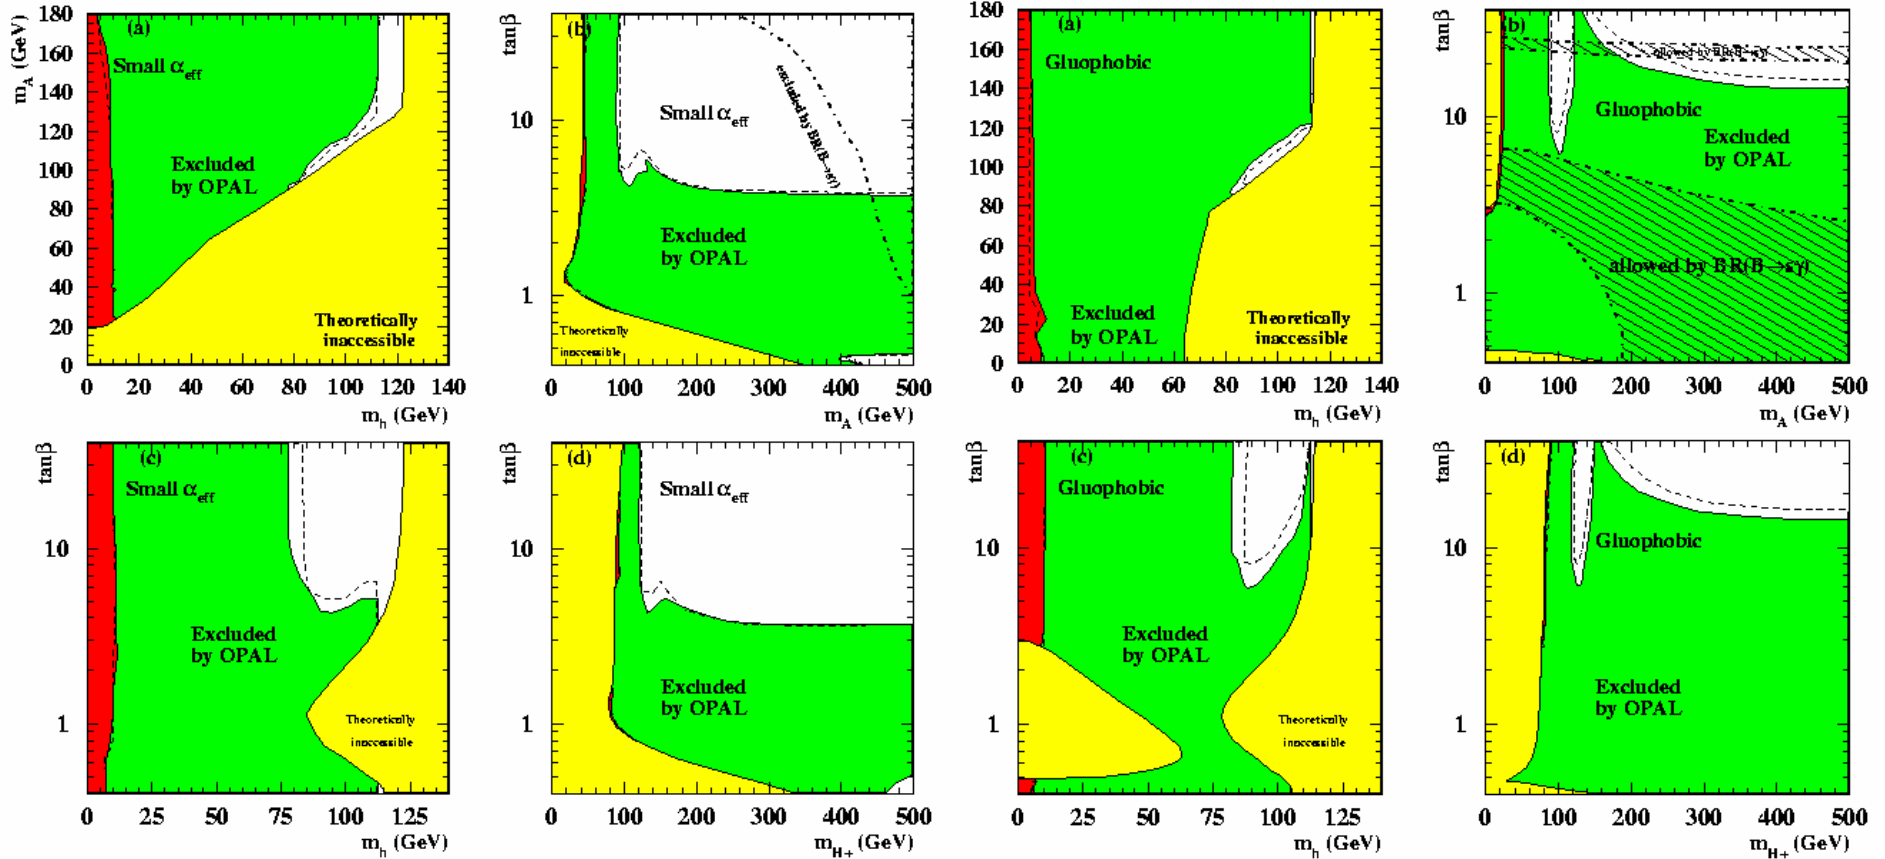 180
160
140
120
100
80
60
40
20
0
m_A (GeV)
(a)
Small α_eff
Excluded
by OPAL
Theoretically
inaccessible
0 20 40 60 80 100 120 140
m_h (GeV)
tanβ
10
1
(b)
Small α_eff
excluded by BR(B→sγ)
Excluded
by OPAL
Theoretically
inaccessible
0 100 200 300 400 500
m_A (GeV)
180
160
140
120
100
80
60
40
20
0
(a)
Gluophobic
Excluded
by OPAL
Theoretically
inaccessible
0 20 40 60 80 100 120 140
m_h (GeV)
tanβ
10
1
b)
allowed by BR(B→sγ)
Gluophobic
Excluded
by OPAL
allowed by BR(B→sγ)
0 100 200 300 400 500
m_A (GeV)
tanβ
10
1
(c)
Small α_eff
Excluded
by OPAL
Theoretically
inaccessible
0 25 50 75 100 125
m_h (GeV)
tanβ
10
1
(d)
Small α_eff
Excluded
by OPAL
0 100 200 300 400 500
m_H+ (GeV)
tanβ
10
1
(c)
Gluophobic
Excluded
by OPAL
Theoretically
inaccessible
0 25 50 75 100 125
m_h (GeV)
tanβ
10
1
(d)
Gluophobic
Excluded
by OPAL
0 100 200 300 400 500
m_H+ (GeV)